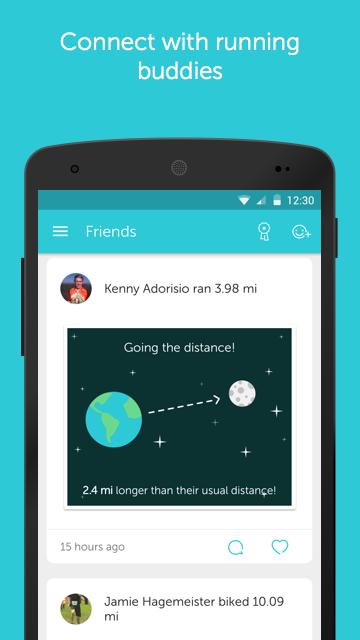 Connect with running
buddies
12:30
Friends
Kenny Adorisio ran 3.98 mi
Going the distance!
2.4 mi longer than their usual distance!
15 hours ago
Jamie Hagemeister biked 10.09
mi